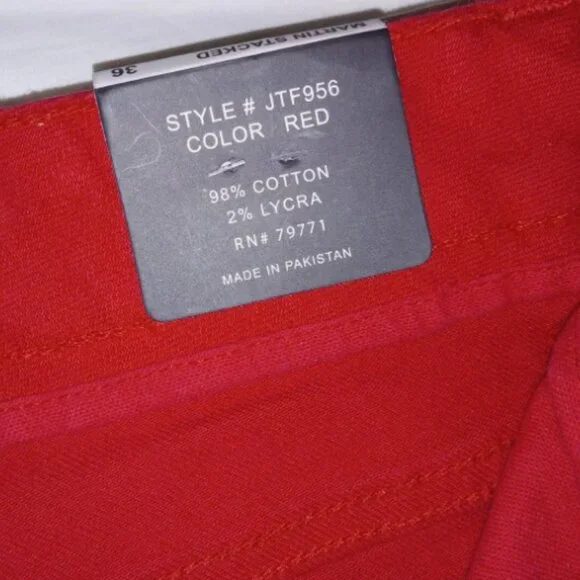 MARTIN STACKED 36
STYLE # JTF956
COLOR RED
98% COTTON
2% LYCRA
RN# 79771
MADE IN PAKISTAN